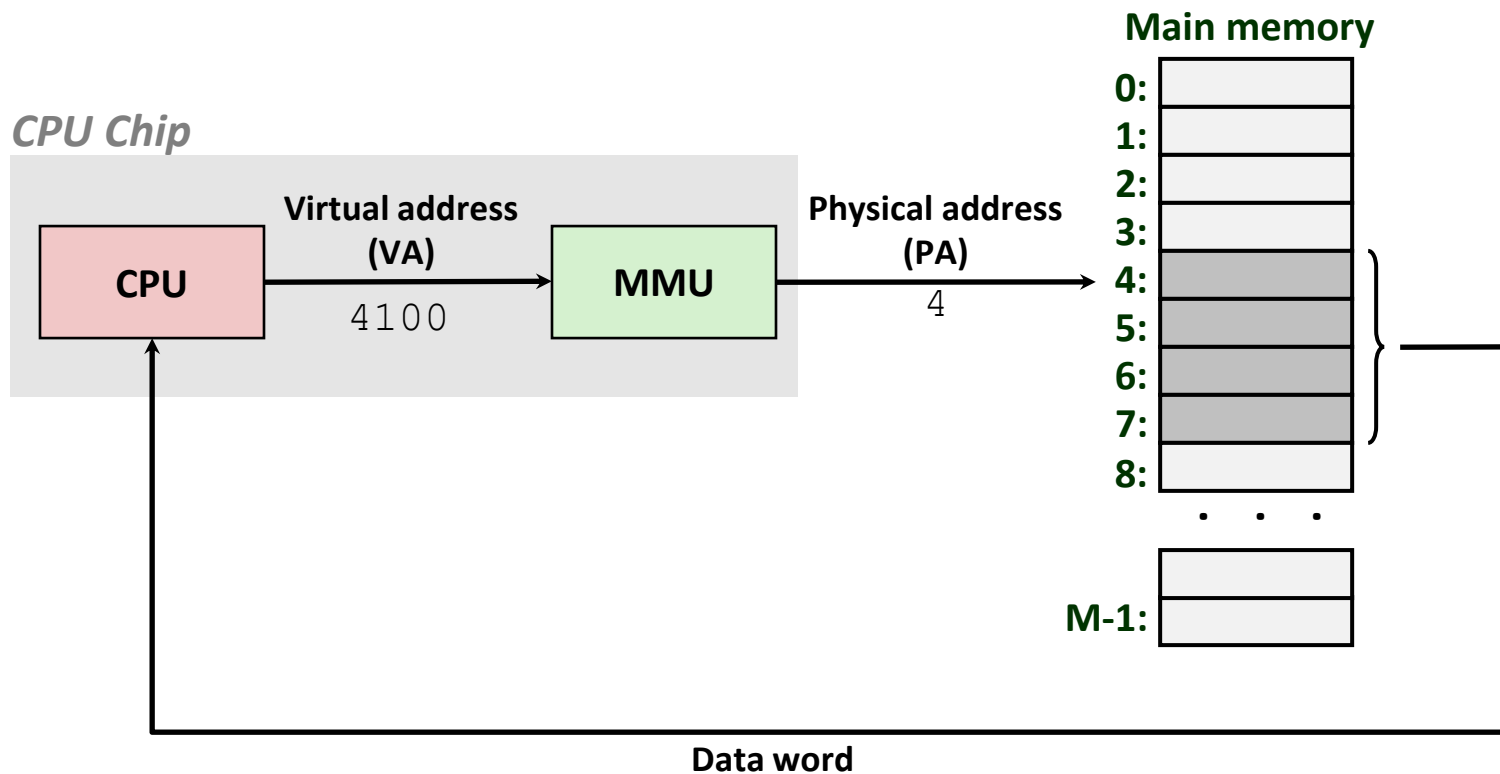 Main memory
0:
1:
CPU Chip
2:
Virtual address
(VA)
Physical address
(PA)
3:
CPU
4100
MMU
4
4:
5:
6:
7:
8:
. . .
M-1:
Data word